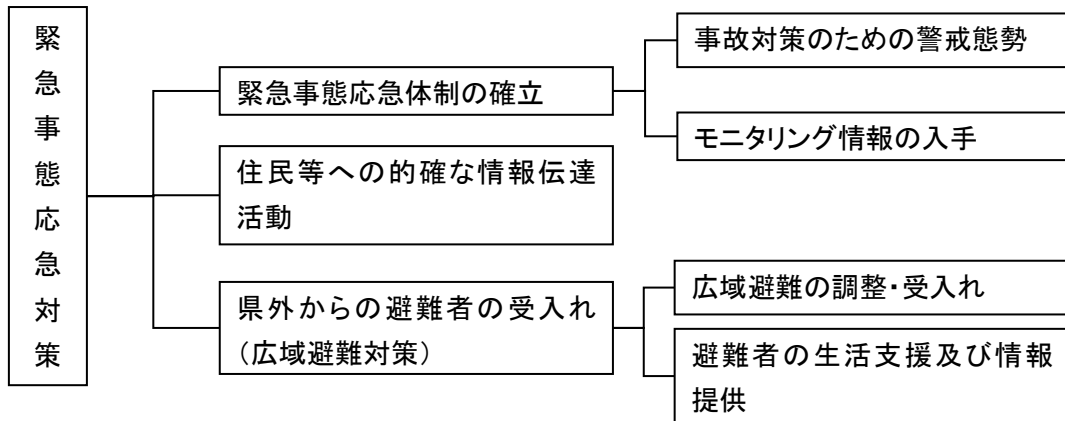 緊急事態応急対策
緊急事態応急体制の確立
事故対策のための警戒態勢
モニタリング情報の入手
住民等への的確な情報伝達
活動
県外からの避難者の受入れ
（広域避難対策）
広域避難の調整・受入れ
避難者の生活支援及び情報
提供